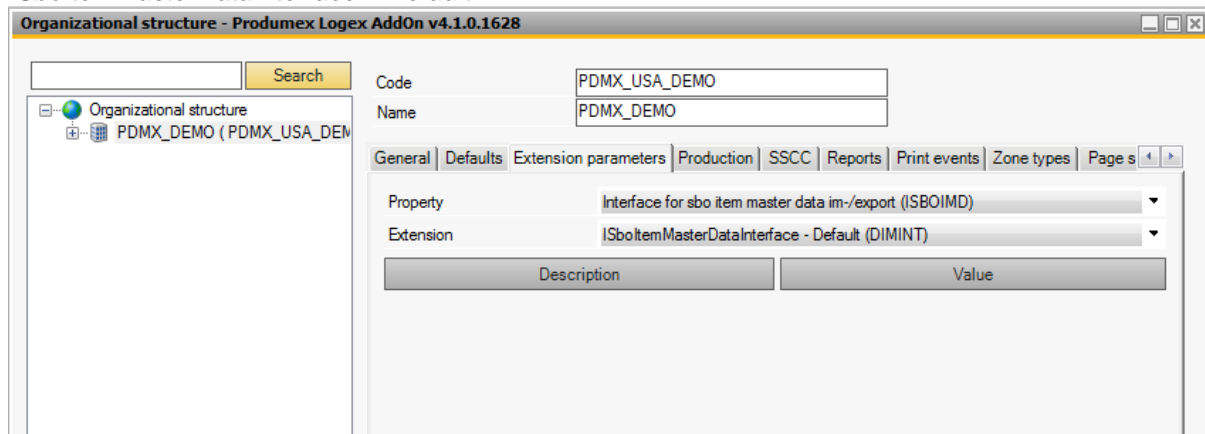 Organizational structure - Produmex Logex AddOn v4.1.0.1628
Search
Code PDMX_USA_DEMO
Name PDMX_DEMO
Organizational structure
PDMX_DEMO ( PDMX_USA_DEM
General Defaults Extension parameters Production SSCC Reports Print events Zone types Page s
Property Interface for sbo item master data im-/export (ISBOIMD)
Extension ISboItemMasterDataInterface - Default (DIMINT)
Description Value